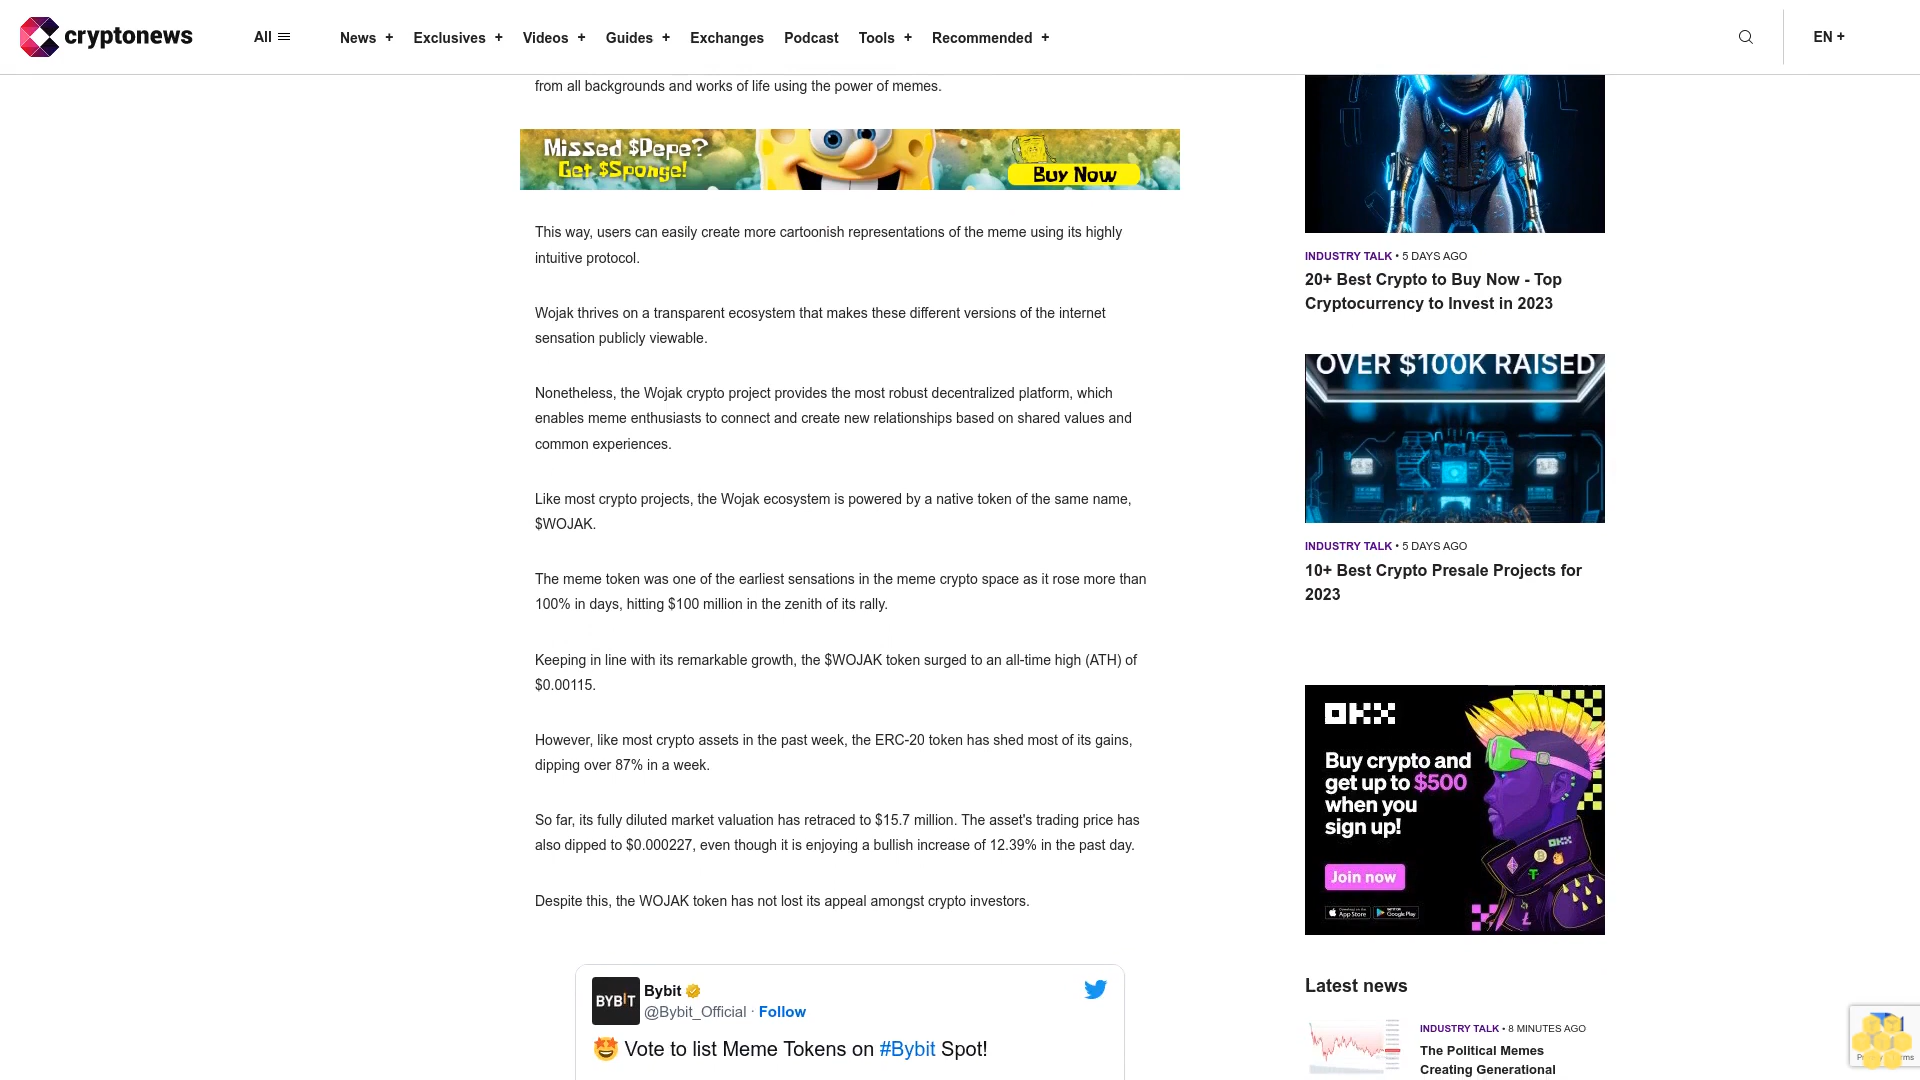 cryptonews
All
News +
Exclusives +
Videos +
Guides +
Exchanges
Podcast
Tools +
Recommended +
EN +
from all backgrounds and works of life using the power of memes.
Missed $Pepe?
Get $Sponge!
Buy Now
This way, users can easily create more cartoonish representations of the meme using its highly
intuitive protocol.
Wojak thrives on a transparent ecosystem that makes these different versions of the internet
sensation publicly viewable.
Nonetheless, the Wojak crypto project provides the most robust decentralized platform, which
enables meme enthusiasts to connect and create new relationships based on shared values and
common experiences.
Like most crypto projects, the Wojak ecosystem is powered by a native token of the same name,
$WOJAK.
The meme token was one of the earliest sensations in the meme crypto space as it rose more than
100% in days, hitting $100 million in the zenith of its rally.
Keeping in line with its remarkable growth, the $WOJAK token surged to an all-time high (ATH) of
$0.00115.
However, like most crypto assets in the past week, the ERC-20 token has shed most of its gains,
dipping over 87% in a week.
So far, its fully diluted market valuation has retraced to $15.7 million. The asset's trading price has
also dipped to $0.000227, even though it is enjoying a bullish increase of 12.39% in the past day.
Despite this, the WOJAK token has not lost its appeal amongst crypto investors.
BYBIT
Bybit
@Bybit_Official · Follow
🤩 Vote to list Meme Tokens on #Bybit Spot!
INDUSTRY TALK • 5 DAYS AGO
20+ Best Crypto to Buy Now - Top
Cryptocurrency to Invest in 2023
OVER $100K RAISED
INDUSTRY TALK • 5 DAYS AGO
10+ Best Crypto Presale Projects for
2023
OKX
Buy crypto and
get up to $500
when you
sign up!
Join now
App Store
Google Play
OKX
Latest news
INDUSTRY TALK • 8 MINUTES AGO
The Political Memes
Creating Generational